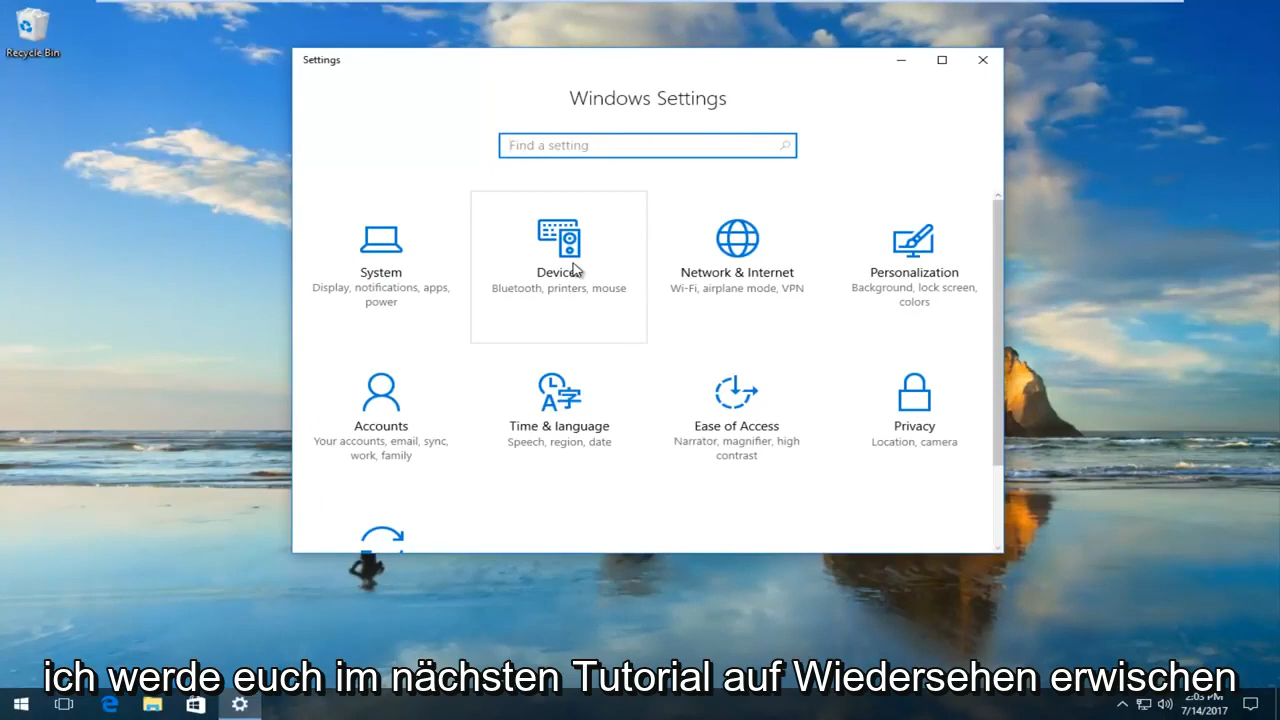 Recycle Bin
Settings
Windows Settings
Find a setting
System
Display, notifications, apps,
power
Devices
Bluetooth, printers, mouse
Network & Internet
Wi-Fi, airplane mode, VPN
Personalization
Background, lock screen,
colors
Accounts
Your accounts, email, sync,
work, family
Time & language
Speech, region, date
Ease of Access
Narrator, magnifier, high
contrast
Privacy
Location, camera
ich werde euch im nächsten Tutorial auf Wiedersehen erwischen
2:03 PM
7/14/2017